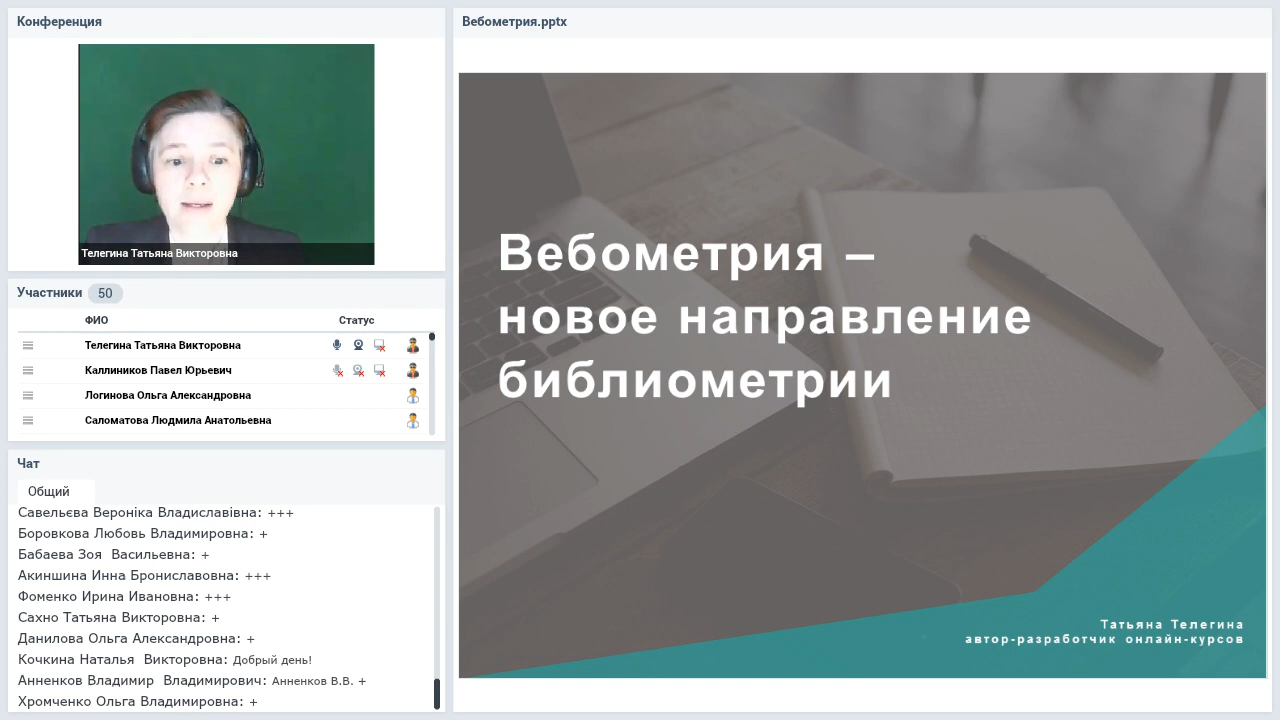 Конференция
Телегина Татьяна Викторовна
Участники 50
ФИО Статус
Телегина Татьяна Викторовна
Каллиников Павел Юрьевич
Логинова Ольга Александровна
Саломатова Людмила Анатольевна
Чат
Общий
Савельєва Вероніка Владиславівна: +++
Боровкова Любовь Владимировна: +
Бабаева Зоя Васильевна: +
Акиншина Инна Брониславовна: +++
Фоменко Ирина Ивановна: +++
Сахно Татьяна Викторовна: +
Данилова Ольга Александровна: +
Кочкина Наталья Викторовна: Добрый день!
Анненков Владимир Владимирович: Анненков В.В. +
Хромченко Ольга Владимировна: +
Вебометрия.pptx
Вебометрия –
новое направление
библиометрии
Татьяна Телегина
автор-разработчик онлайн-курсов